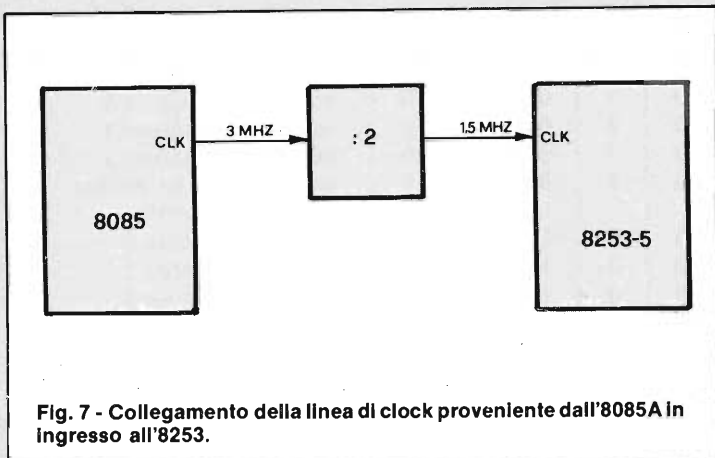 CLK
3 MHZ
: 2
1.5 MHZ
CLK
8085
8253-5
Fig. 7 - Collegamento della linea di clock proveniente dall'8085A in
ingresso all'8253.